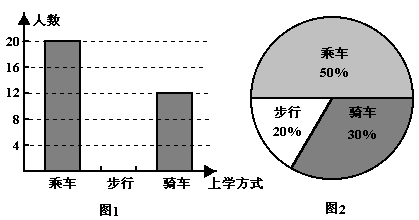 人数
20
16
12
8
4
乘车 步行 骑车 上学方式
图1
乘车
50%
步行
20%
骑车
30%
图2